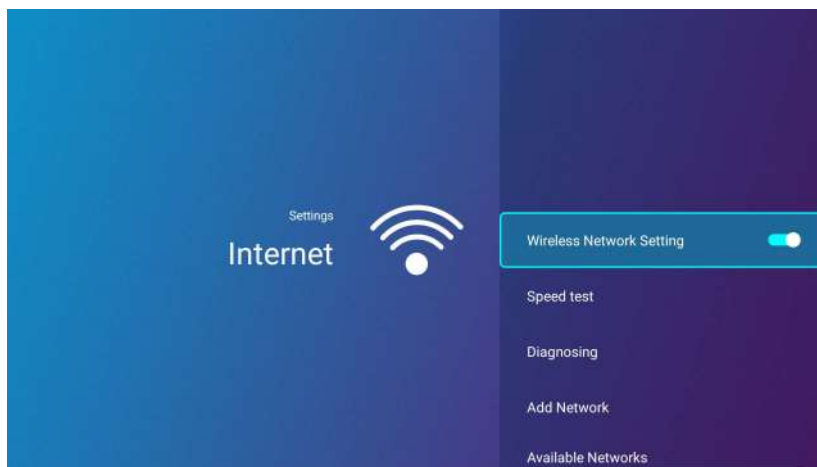 Settings
Internet
Wireless Network Setting
Speed test
Diagnosing
Add Network
Available Networks